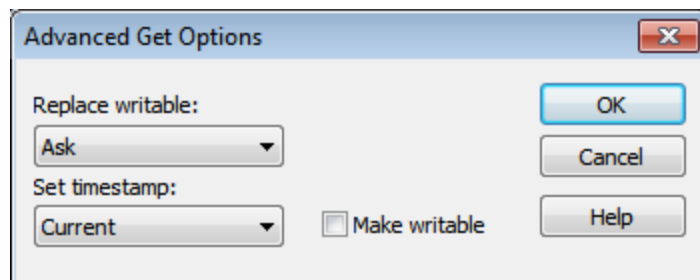 Advanced Get Options
Replace writable:
OK
Ask
Cancel
Set timestamp:
Current
Make writable
Help